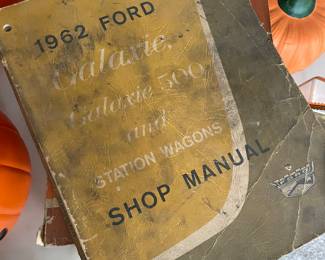 1962 FORD
Galaxie,
Galaxie 500
and
STATION WAGONS
SHOP MANUAL